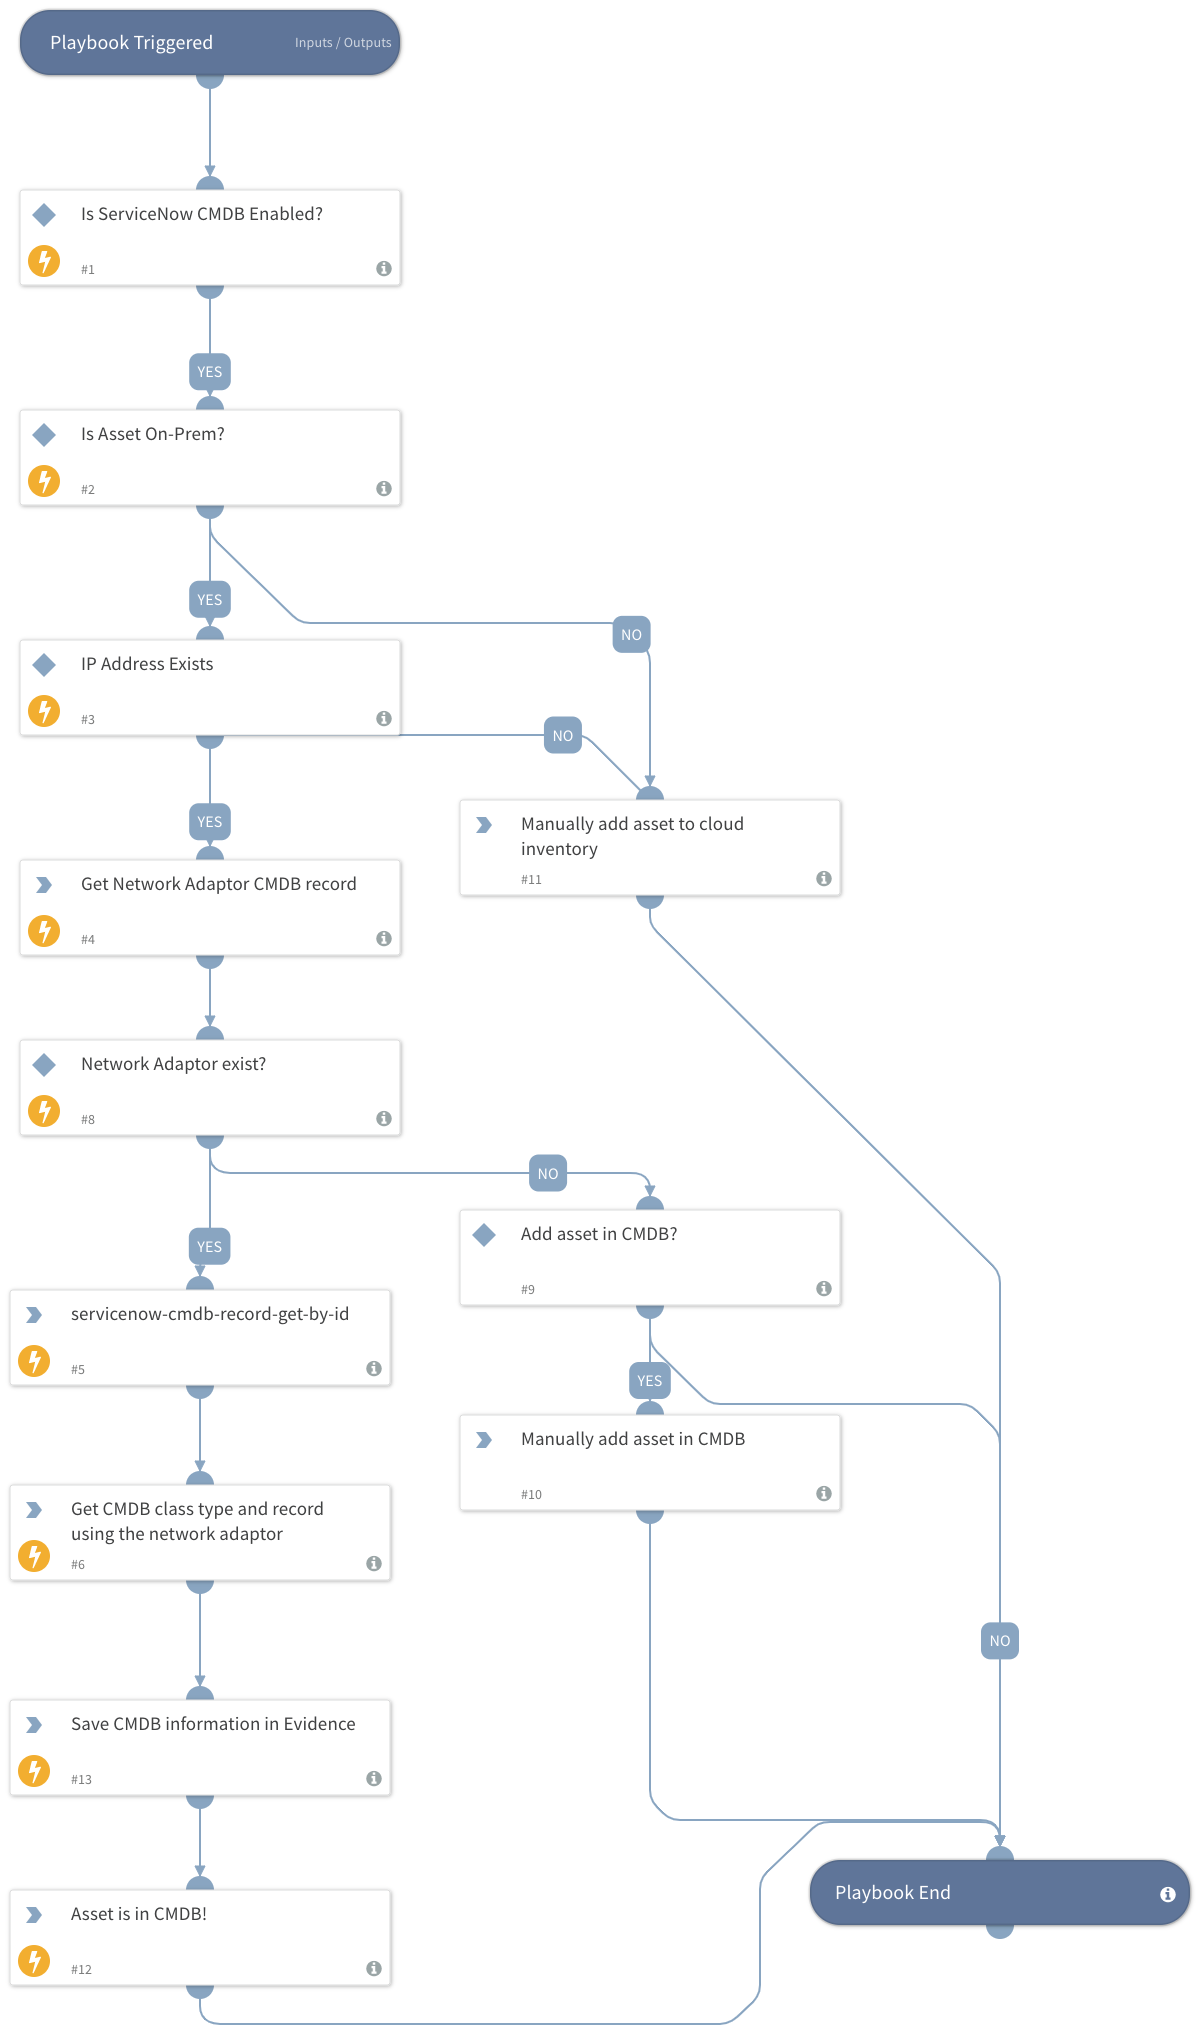 Playbook Triggered
Inputs / Outputs
Is ServiceNow CMDB Enabled?
#1
YES
Is Asset On-Prem?
#2
YES
NO
IP Address Exists
#3
NO
YES
Manually add asset to cloud
inventory
#11
Get Network Adaptor CMDB record
#4
Network Adaptor exist?
#8
NO
YES
Add asset in CMDB?
#9
servicenow-cmdb-record-get-by-id
#5
YES
Manually add asset in CMDB
#10
Get CMDB class type and record
using the network adaptor
#6
NO
Save CMDB information in Evidence
#13
Playbook End
Asset is in CMDB!
#12